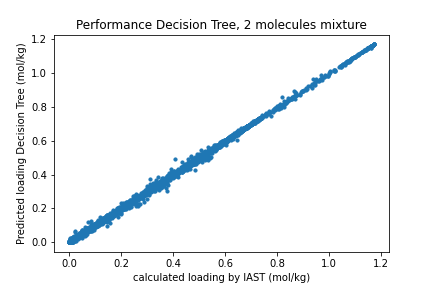 Performance Decision Tree, 2 molecules mixture
Predicted loading Decision Tree (mol/kg)
1.2
1.0
0.8
0.6
0.4
0.2
0.0
0.0 0.2 0.4 0.6 0.8 1.0 1.2
calculated loading by IAST (mol/kg)